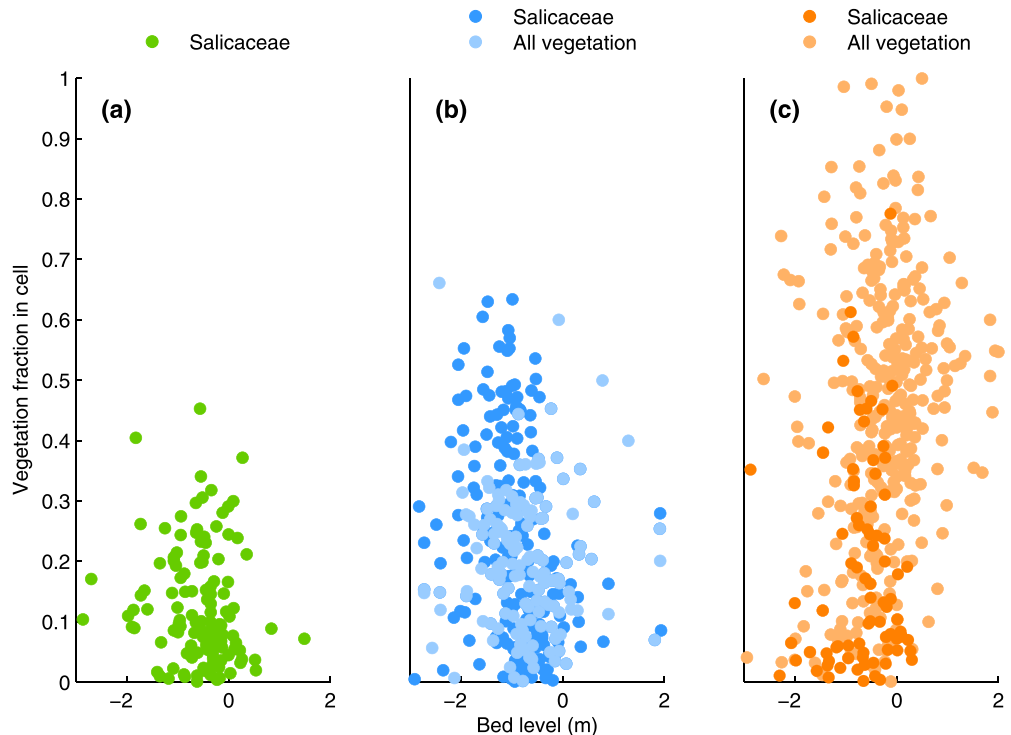 Salicaceae
Salicaceae
All vegetation
Salicaceae
All vegetation
(a)
(b)
(c)
Vegetation fraction in cell
1
0.9
0.8
0.7
0.6
0.5
0.4
0.3
0.2
0.1
0
−2 0 2
−2 0 2
−2 0 2
Bed level (m)